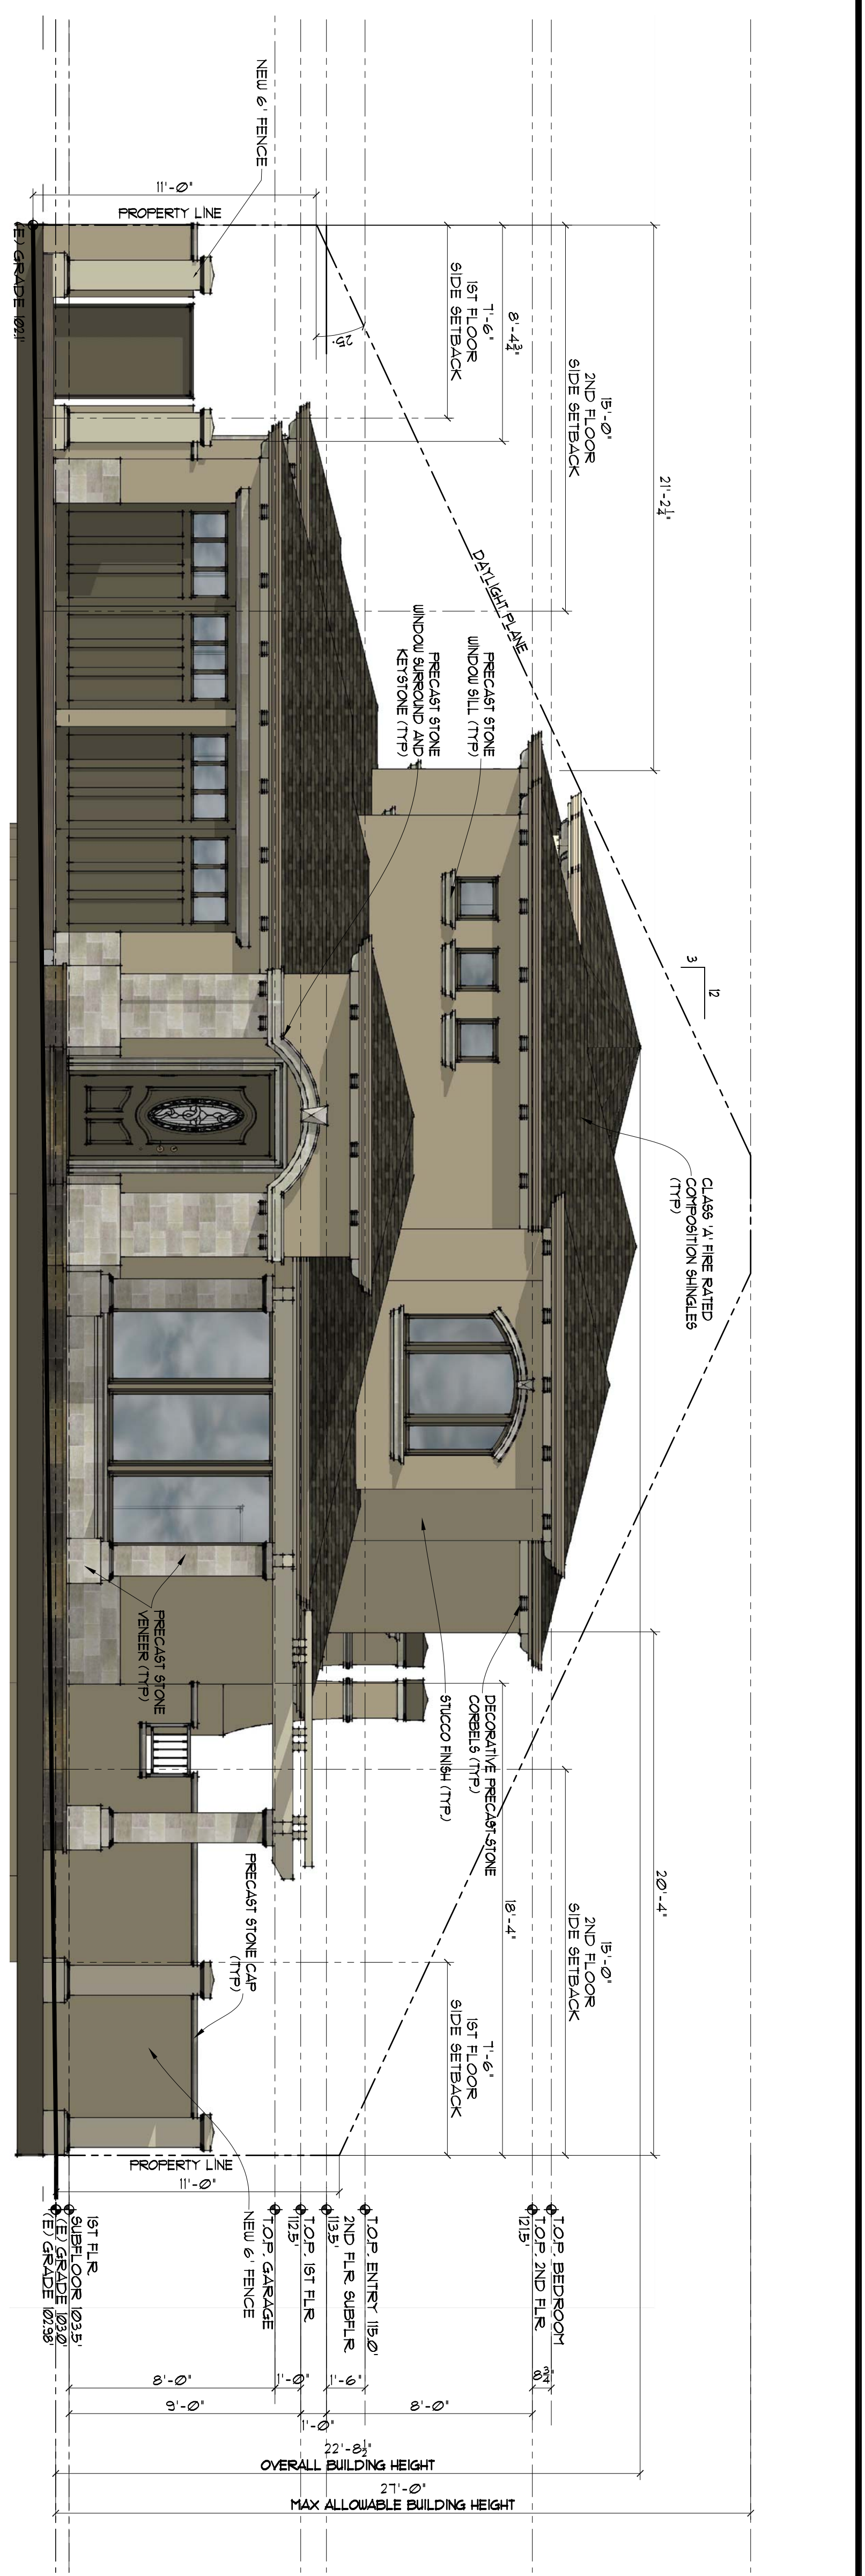 NEW 6' FENCE
11'-0"
PROPERTY LINE
(E) GRADE 102.1'
7'-6"
1ST FLOOR
SIDE SETBACK
8'-4 3/4"
25°
15'-0"
2ND FLOOR
SIDE SETBACK
21'-2 1/4"
DAYLIGHT PLANE
PRECAST STONE
WINDOW SILL (TYP)
PRECAST STONE
WINDOW SURROUND AND
KEYSTONE (TYP)
12
3
CLASS 'A' FIRE RATED
COMPOSITION SHINGLES
(TYP)
PRECAST STONE
VENEER (TYP)
DECORATIVE PRECAST STONE
CORBELS (TYP)
STUCCO FINISH (TYP)
20'-4"
15'-0"
2ND FLOOR
SIDE SETBACK
18'-4"
7'-6"
1ST FLOOR
SIDE SETBACK
PRECAST STONE CAP
(TYP)
PROPERTY LINE
11'-0"
NEW 6' FENCE
T.O.P. BEDROOM
T.O.P. 2ND FLR.
121.5'
T.O.P. ENTRY 115.0'
2ND FLR. SUBFLR.
113.5'
T.O.P. 1ST FLR.
112.5'
T.O.P. GARAGE
1ST FLR.
SUBFLOOR 103.5'
(E) GRADE 103.0'
(E) GRADE 102.98'
8 3/4"
8'-0"
1'-6"
1'-0"
1'-0"
8'-0"
9'-0"
22'-8 1/2"
OVERALL BUILDING HEIGHT
27'-0"
MAX ALLOWABLE BUILDING HEIGHT